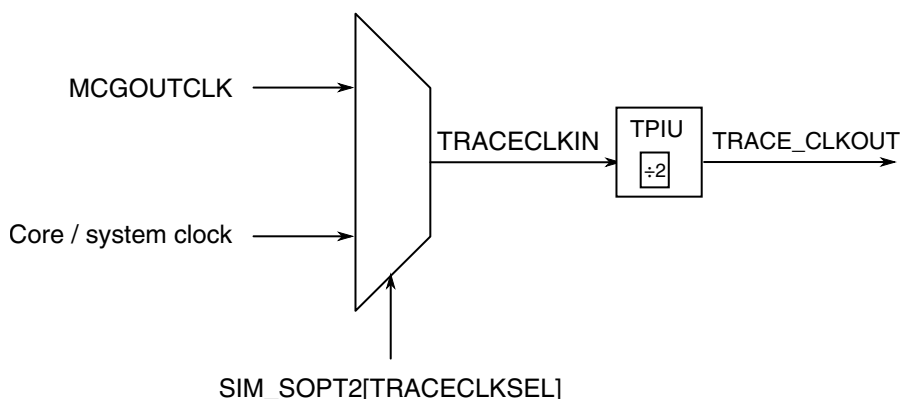 MCGOUTCLK
TRACECLKIN
TPIU
÷2
TRACE_CLKOUT
Core / system clock
SIM_SOPT2[TRACECLKSEL]